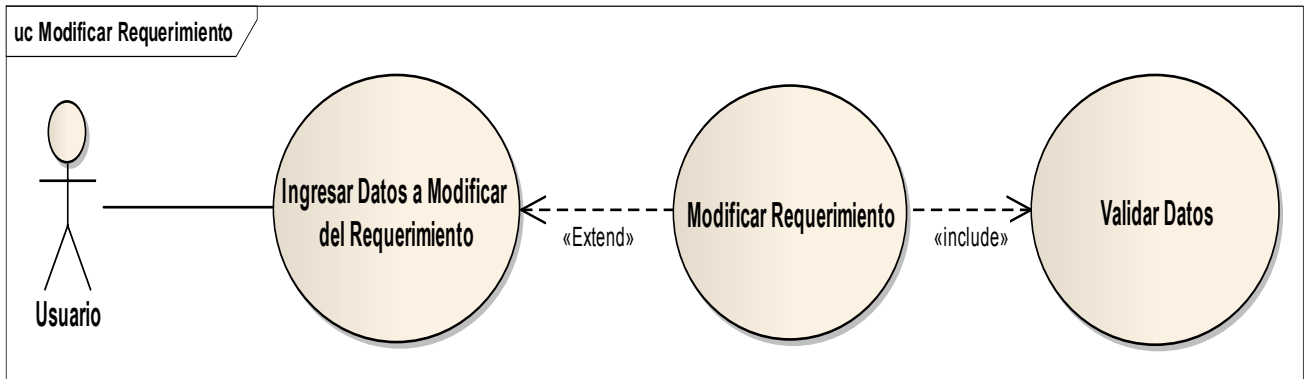 uc Modificar Requerimiento
Ingresar Datos a Modificar
del Requerimiento
«Extend»
Modificar Requerimiento
«include»
Validar Datos
Usuario